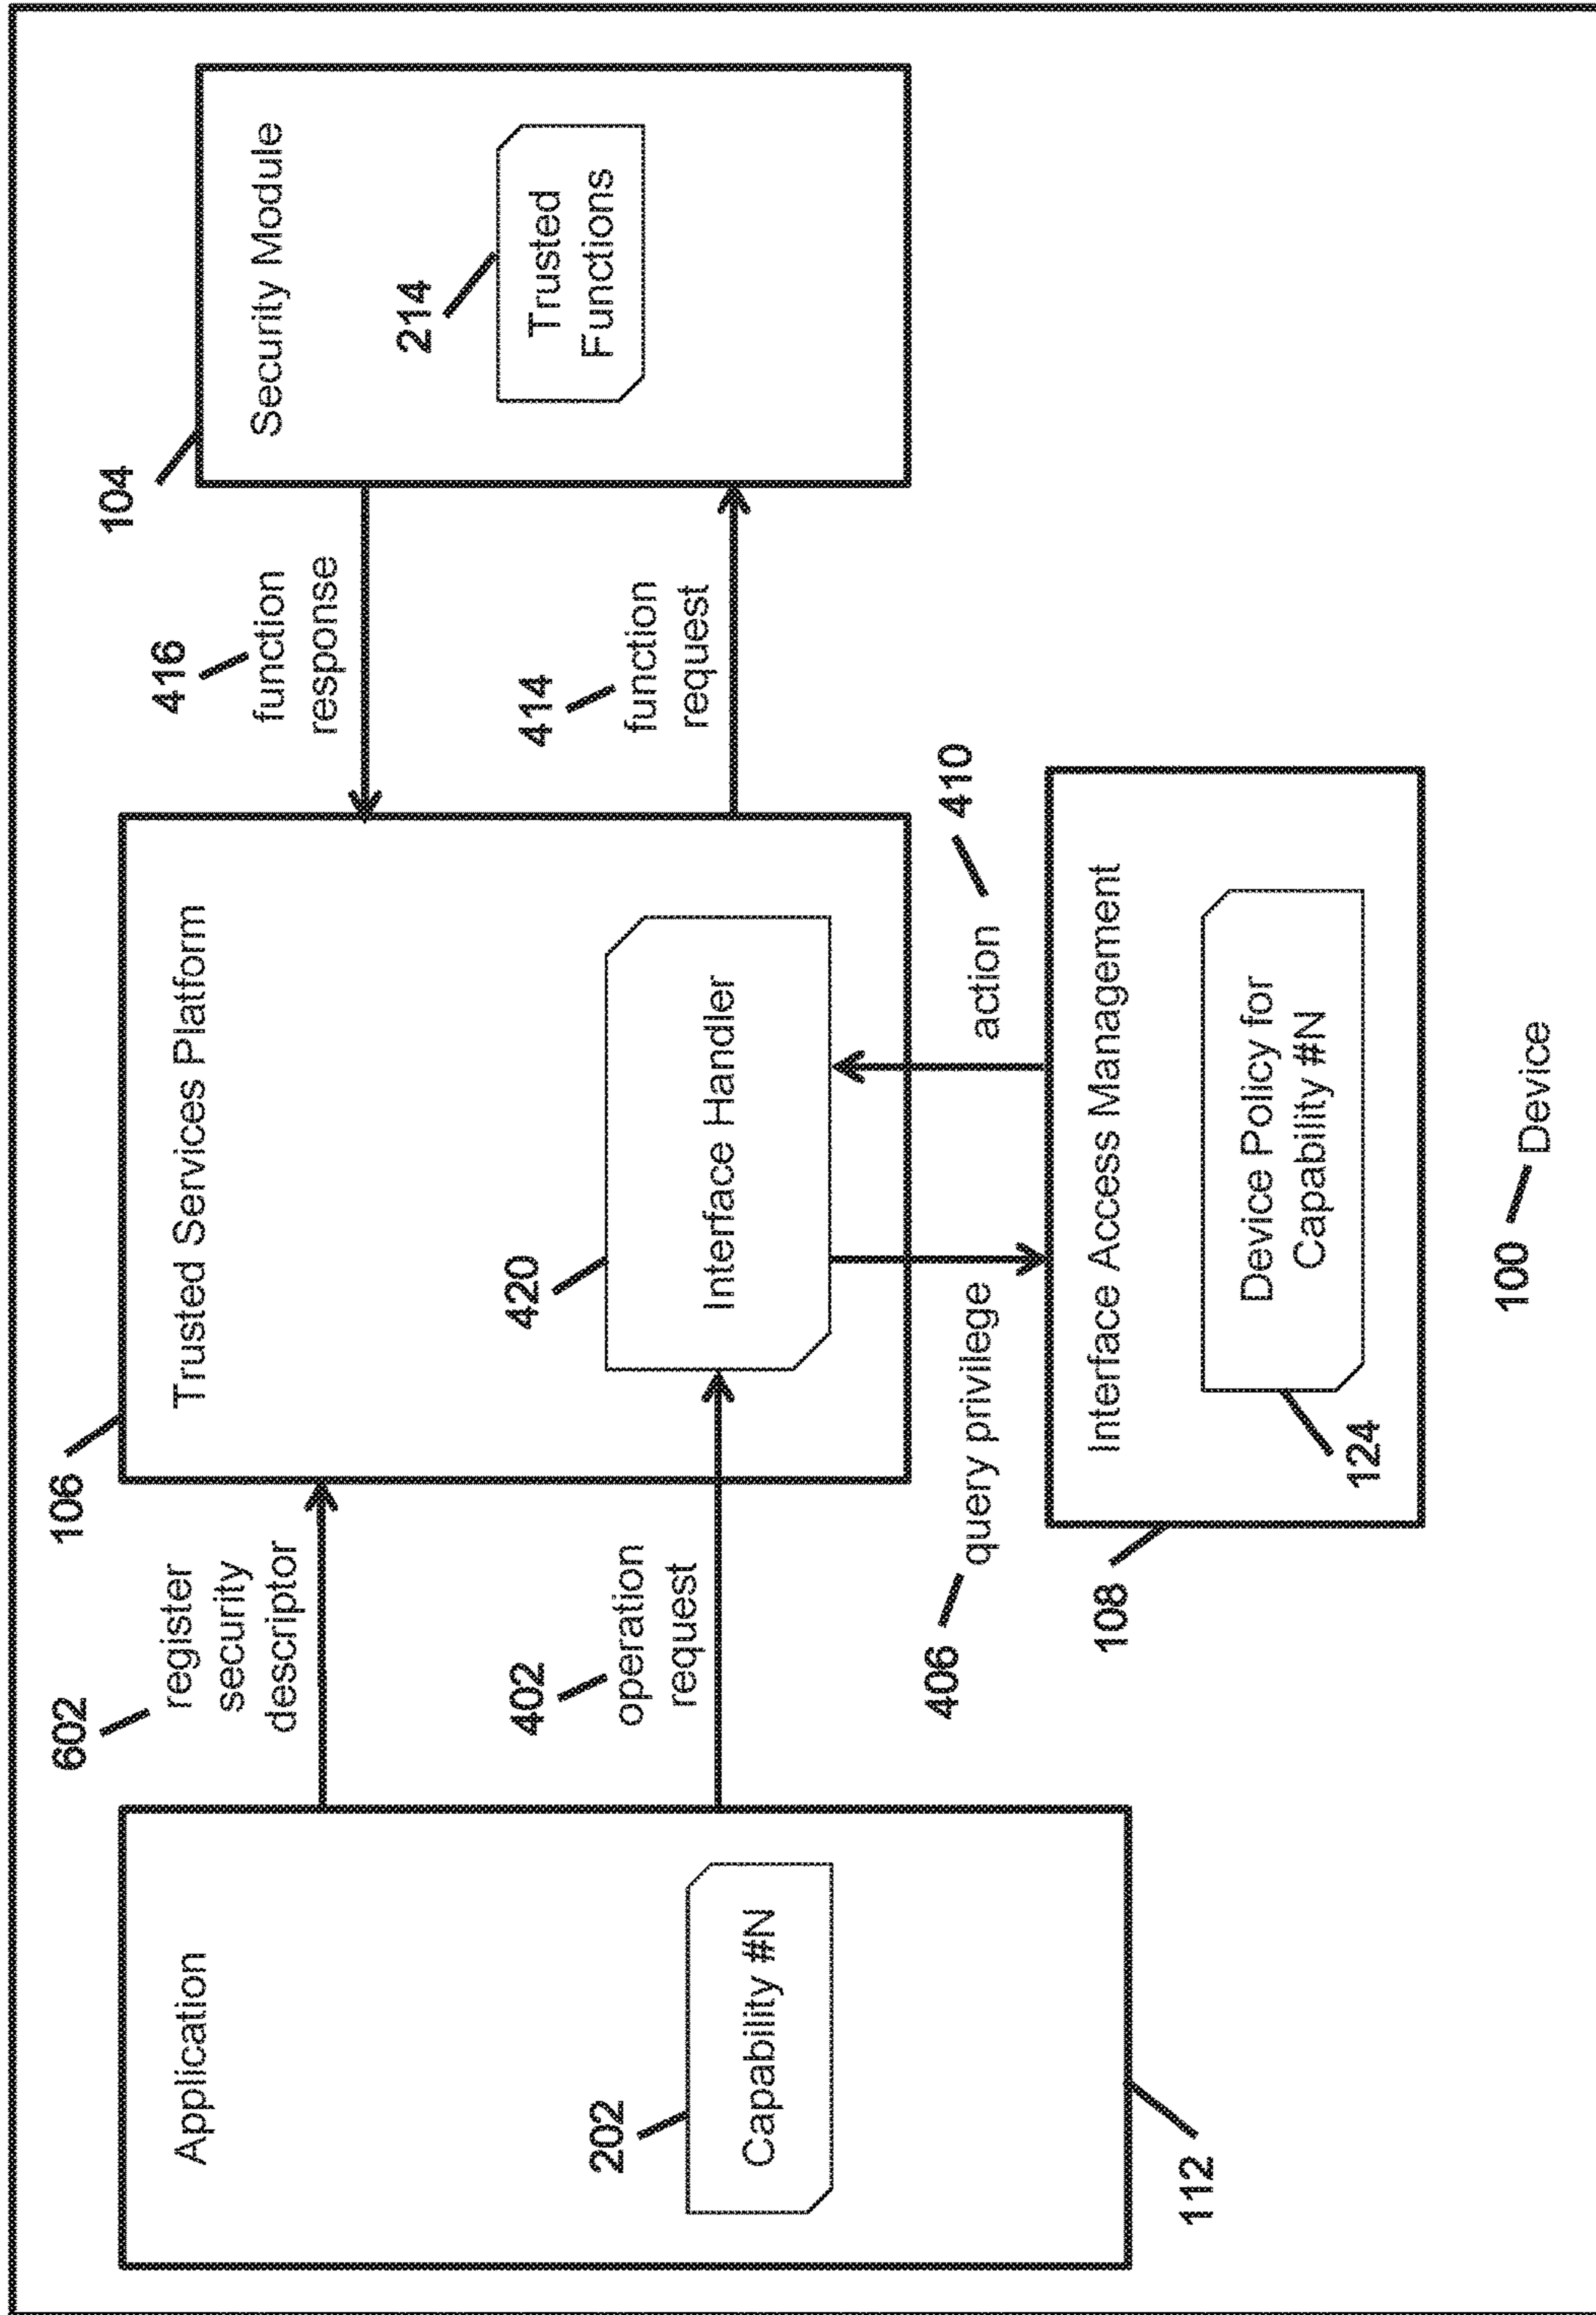 Application
202
Capability #N
112
602
register
security
descriptor
402
operation
request
106
Trusted Services Platform
420
Interface Handler
406
query privilege
action
410
108
Interface Access Management
124
Device Policy for
Capability #N
416
function
response
414
function
request
104
Security Module
214
Trusted
Functions
100
Device